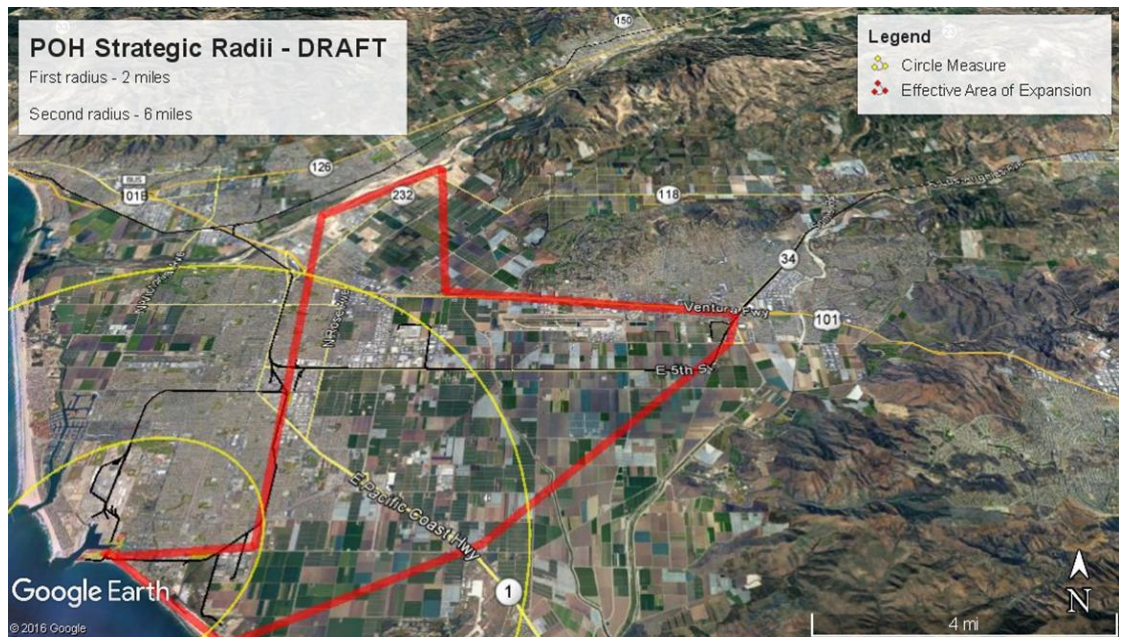 POH Strategic Radii - DRAFT
First radius - 2 miles
Second radius - 6 miles
Legend
Circle Measure
Effective Area of Expansion
150
126
BUS
232
118
34
N Rose Ave
Ventura Fwy
101
E 5th St
E Pacific Coast Hwy
1
Google Earth
© 2016 Google
4 mi
N